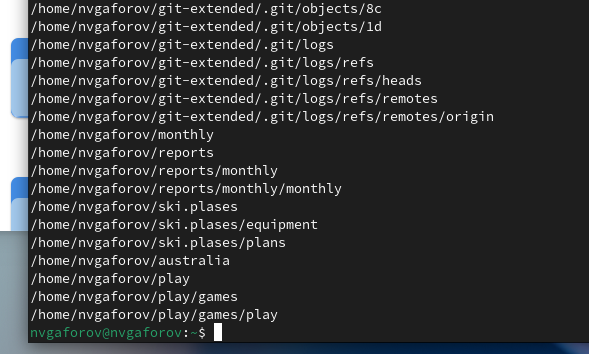 /home/nvgaforov/git-extended/.git/objects/8c
/home/nvgaforov/git-extended/.git/objects/1d
/home/nvgaforov/git-extended/.git/logs
/home/nvgaforov/git-extended/.git/logs/refs
/home/nvgaforov/git-extended/.git/logs/refs/heads
/home/nvgaforov/git-extended/.git/logs/refs/remotes
/home/nvgaforov/git-extended/.git/logs/refs/remotes/origin
/home/nvgaforov/monthly
/home/nvgaforov/reports
/home/nvgaforov/reports/monthly
/home/nvgaforov/reports/monthly/monthly
/home/nvgaforov/ski.plases
/home/nvgaforov/ski.plases/equipment
/home/nvgaforov/ski.plases/plans
/home/nvgaforov/australia
/home/nvgaforov/play
/home/nvgaforov/play/games
/home/nvgaforov/play/games/play
nvgaforov@nvgaforov:~$